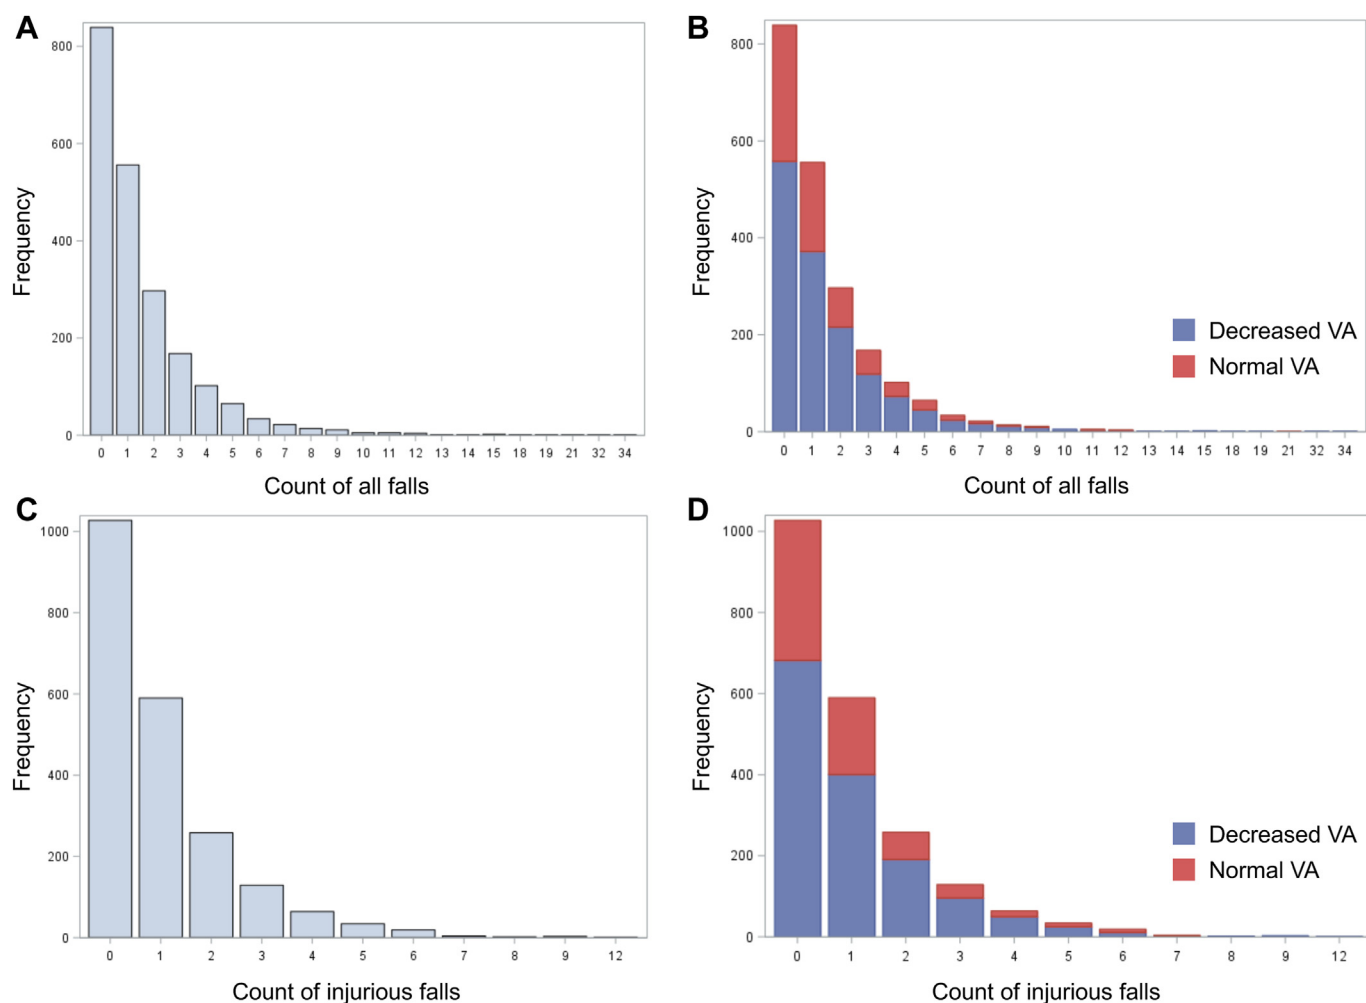 A
800
600
400
200
0
Frequency
0 1 2 3 4 5 6 7 8 9 10 11 12 13 14 15 18 19 21 32 34
Count of all falls
B
800
600
400
200
0
Frequency
Decreased VA
Normal VA
0 1 2 3 4 5 6 7 8 9 10 11 12 13 14 15 18 19 21 32 34
Count of all falls
C
1000
800
600
400
200
0
Frequency
0 1 2 3 4 5 6 7 8 9 12
Count of injurious falls
D
1000
800
600
400
200
0
Frequency
Decreased VA
Normal VA
0 1 2 3 4 5 6 7 8 9 12
Count of injurious falls